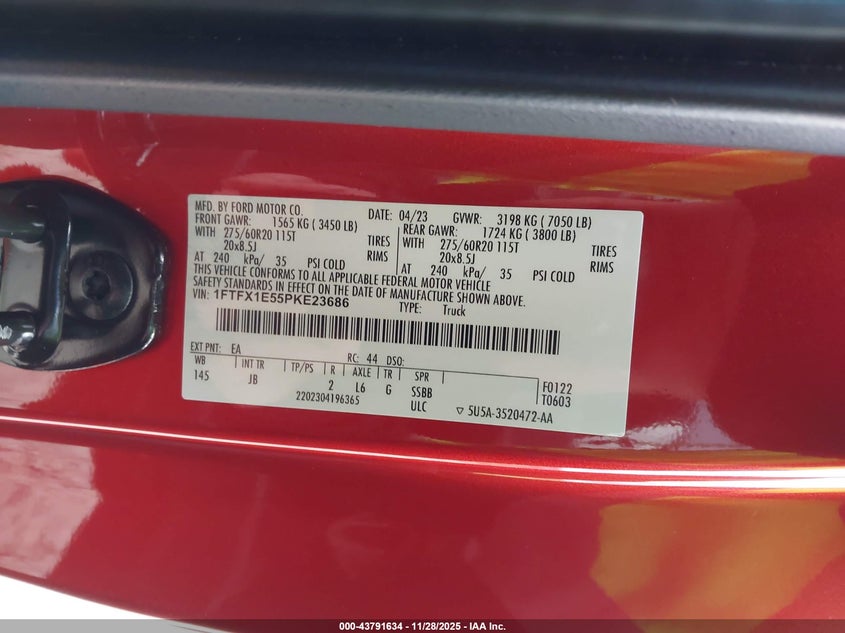 MFD. BY FORD MOTOR CO. DATE: 04/23 GVWR: 3198 KG ( 7050 LB)
FRONT GAWR: 1565 KG ( 3450 LB) REAR GAWR: 1724 KG ( 3800 LB)
WITH 275/60R20 115T TIRES WITH 275/60R20 115T TIRES
20x8.5J RIMS 20x8.5J RIMS
AT 240 kPa/ 35 PSI COLD AT 240 kPa/ 35 PSI COLD
THIS VEHICLE CONFORMS TO ALL APPLICABLE FEDERAL MOTOR VEHICLE
SAFETY STANDARDS IN EFFECT ON THE DATE OF MANUFACTURE SHOWN ABOVE.
VIN: 1FTFX1E55PKE23686 TYPE: Truck
EXT PNT: EA RC: 44 DSO:
WB INT TR TP/PS R AXLE TR SPR F0122
145 JB 2 L6 G SSBB T0603
2202304196365 ULC ▽ 5U5A-3520472-AA
000-43791634 - 11/28/2025 - IAA Inc.